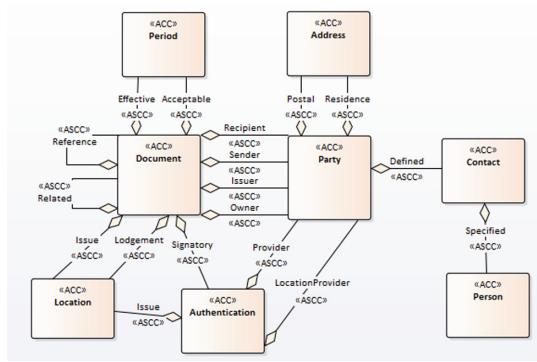 «ACC»
Period
«ACC»
Address
Effective
«ASCC»
Acceptable
«ASCC»
Postal
«ASCC»
Residence
«ASCC»
«ASCC»
Reference
«ACC»
Document
Recipient
«ASCC»
Sender
«ASCC»
Issuer
«ASCC»
Owner
«ASCC»
«ACC»
Party
Defined
«ASCC»
«ACC»
Contact
«ASCC»
Related
Issue
«ASCC»
Lodgement
«ASCC»
Signatory
«ASCC»
Provider
«ASCC»
LocationProvider
«ASCC»
Specified
«ASCC»
«ACC»
Location
Issue
«ASCC»
«ACC»
Authentication
«ACC»
Person